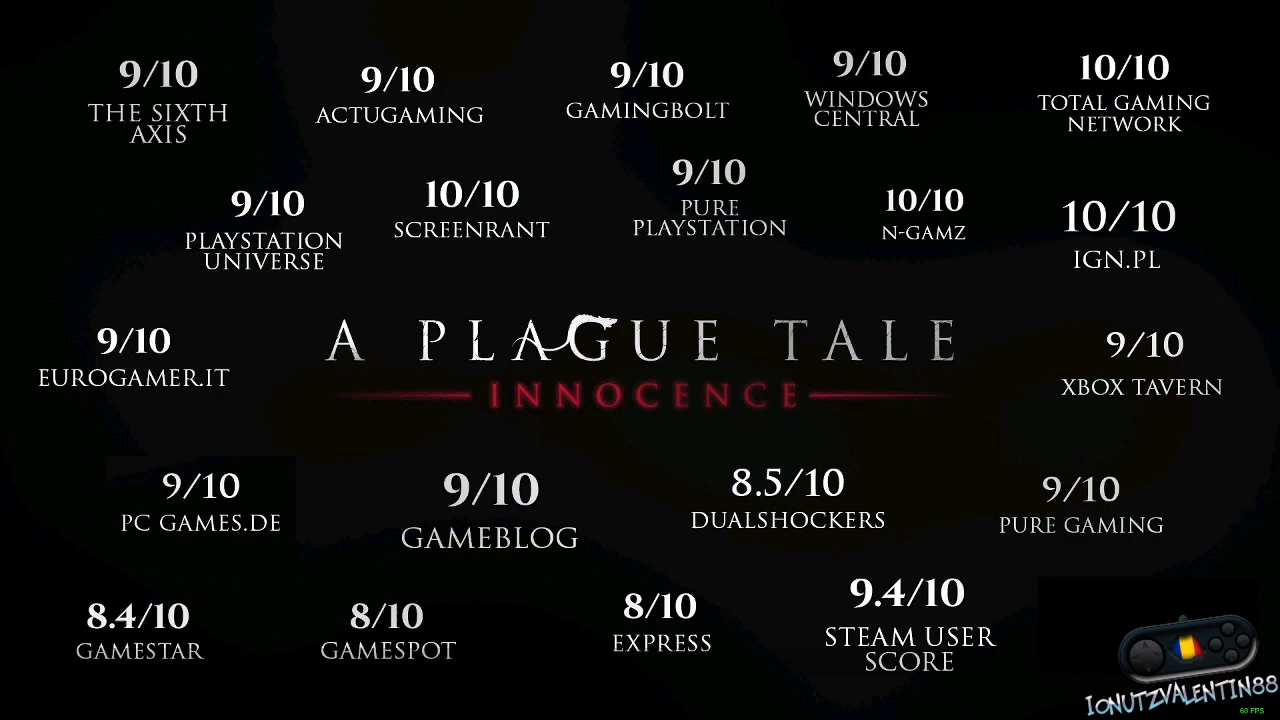 9/10
THE SIXTH
AXIS
9/10
ACTUGAMING
9/10
GAMINGBOLT
9/10
WINDOWS
CENTRAL
10/10
TOTAL GAMING
NETWORK
9/10
PLAYSTATION
UNIVERSE
10/10
SCREENRANT
9/10
PURE
PLAYSTATION
10/10
N-GAMZ
10/10
IGN.PL
9/10
EUROGAMER.IT
A PLAGUE TALE
INNOCENCE
9/10
XBOX TAVERN
9/10
PC GAMES.DE
9/10
GAMEBLOG
8.5/10
DUALSHOCKERS
9/10
PURE GAMING
8.4/10
GAMESTAR
8/10
GAMESPOT
8/10
EXPRESS
9.4/10
STEAM USER
SCORE
IONUTZVALENTIN88
60 FPS